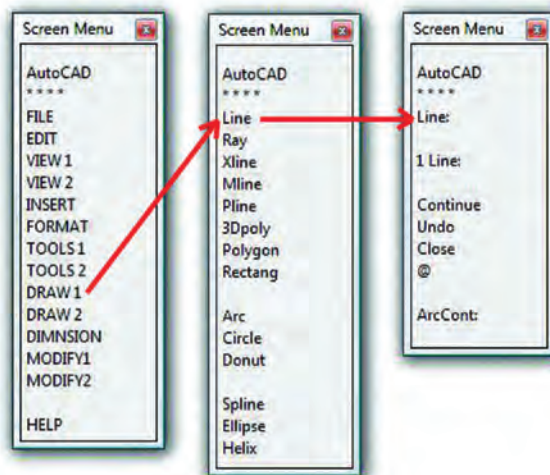 Screen Menu
AutoCAD
* * * *
FILE
EDIT
VIEW 1
VIEW 2
INSERT
FORMAT
TOOLS 1
TOOLS 2
DRAW 1
DRAW 2
DIMNSION
MODIFY1
MODIFY2
HELP
Screen Menu
AutoCAD
* * * *
Line
Ray
Xline
Mline
Pline
3Dpoly
Polygon
Rectang
Arc
Circle
Donut
Spline
Ellipse
Helix
Screen Menu
AutoCAD
* * * *
Line:
1 Line:
Continue
Undo
Close
@
ArcCont: